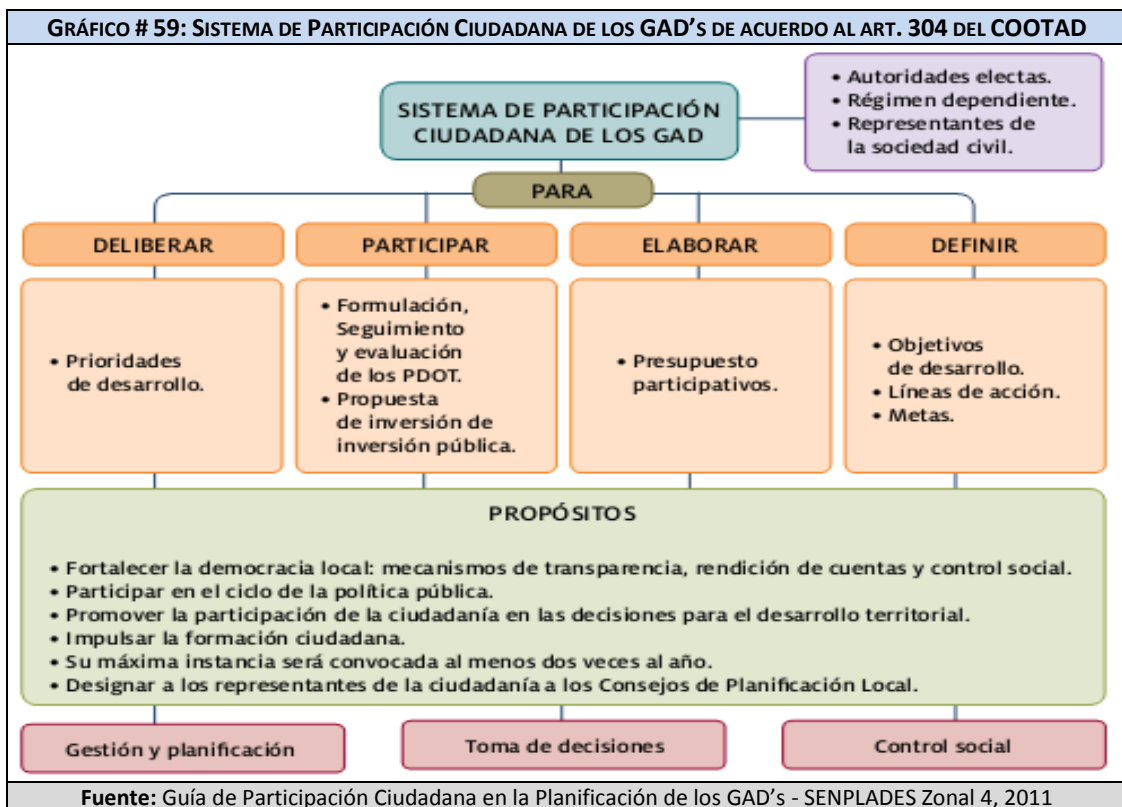 GRÁFICO # 59: SISTEMA DE PARTICIPACIÓN CIUDADANA DE LOS GAD'S DE ACUERDO AL ART. 304 DEL COOTAD
SISTEMA DE PARTICIPACIÓN
CIUDADANA DE LOS GAD
• Autoridades electas.
• Régimen dependiente.
• Representantes de
la sociedad civil.
PARA
DELIBERAR
PARTICIPAR
ELABORAR
DEFINIR
• Prioridades
de desarrollo.
• Formulación,
Seguimiento
y evaluación
de los PDOT.
• Propuesta
de inversión de
inversión pública.
• Presupuesto
participativos.
• Objetivos
de desarrollo.
• Líneas de acción.
• Metas.
PROPÓSITOS
• Fortalecer la democracia local: mecanismos de transparencia, rendición de cuentas y control social.
• Participar en el ciclo de la política pública.
• Promover la participación de la ciudadanía en las decisiones para el desarrollo territorial.
• Impulsar la formación ciudadana.
• Su máxima instancia será convocada al menos dos veces al año.
• Designar a los representantes de la ciudadanía a los Consejos de Planificación Local.
Gestión y planificación
Toma de decisiones
Control social
Fuente: Guía de Participación Ciudadana en la Planificación de los GAD's - SENPLADES Zonal 4, 2011